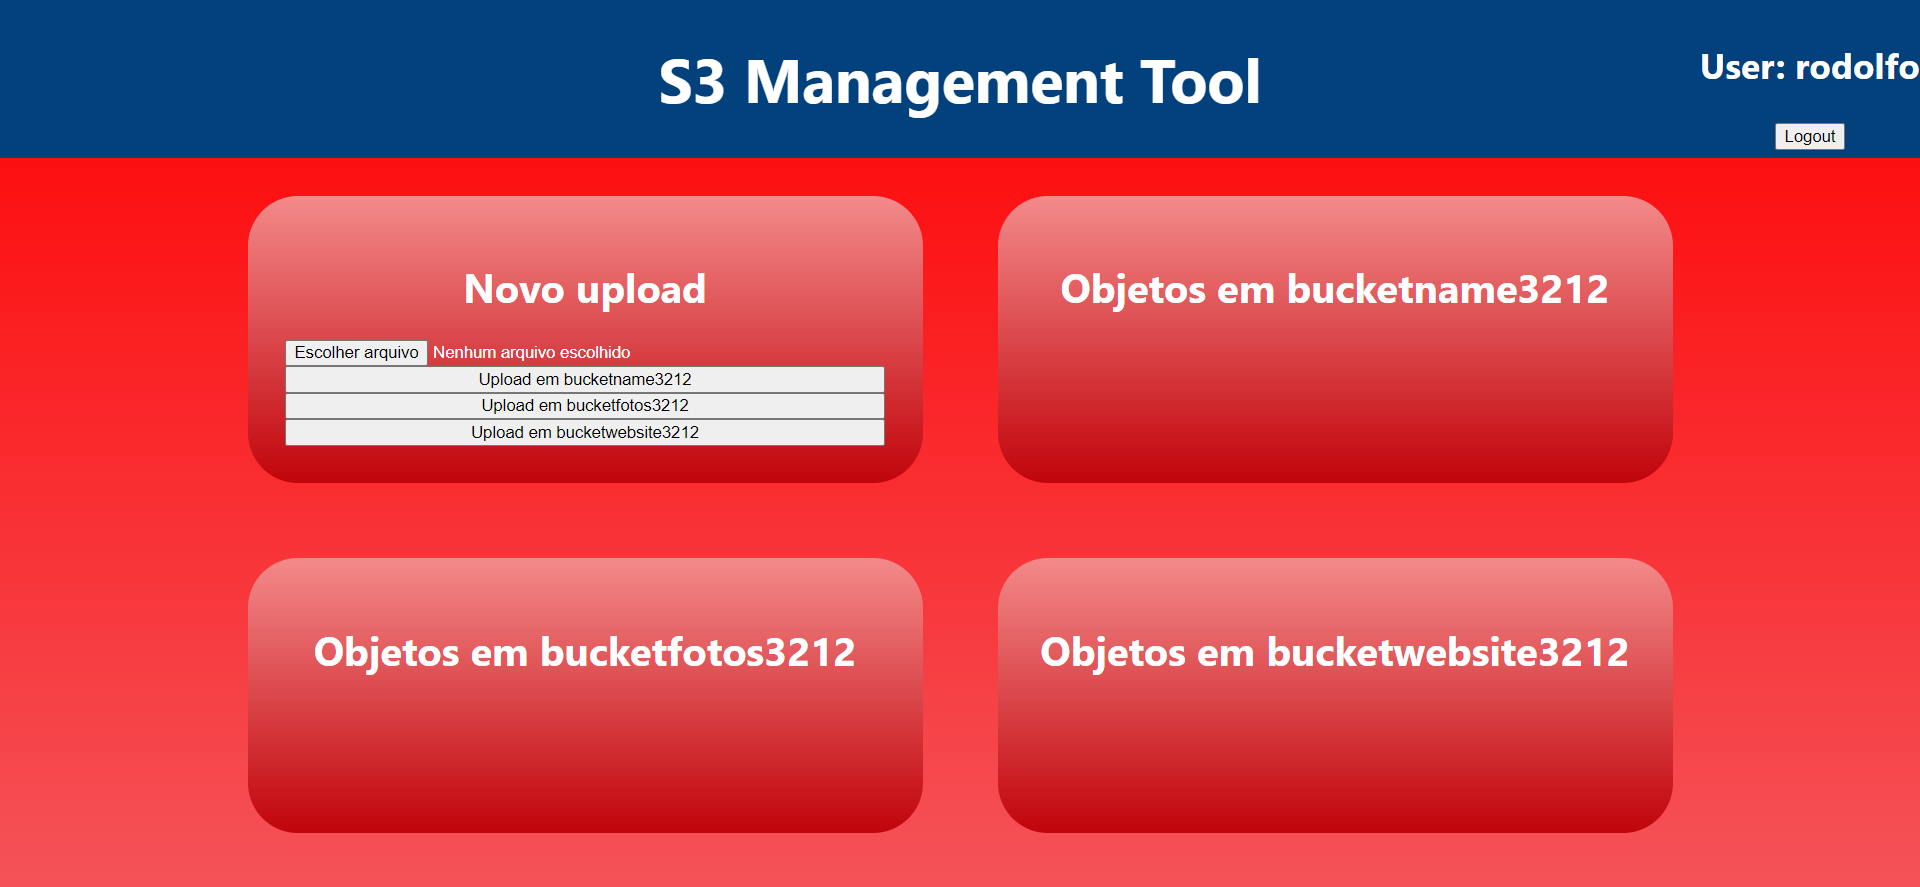 S3 Management Tool
User: rodolfo
Logout
Novo upload
Escolher arquivo Nenhum arquivo escolhido
Upload em bucketname3212
Upload em bucketfotos3212
Upload em bucketwebsite3212
Objetos em bucketname3212
Objetos em bucketfotos3212
Objetos em bucketwebsite3212